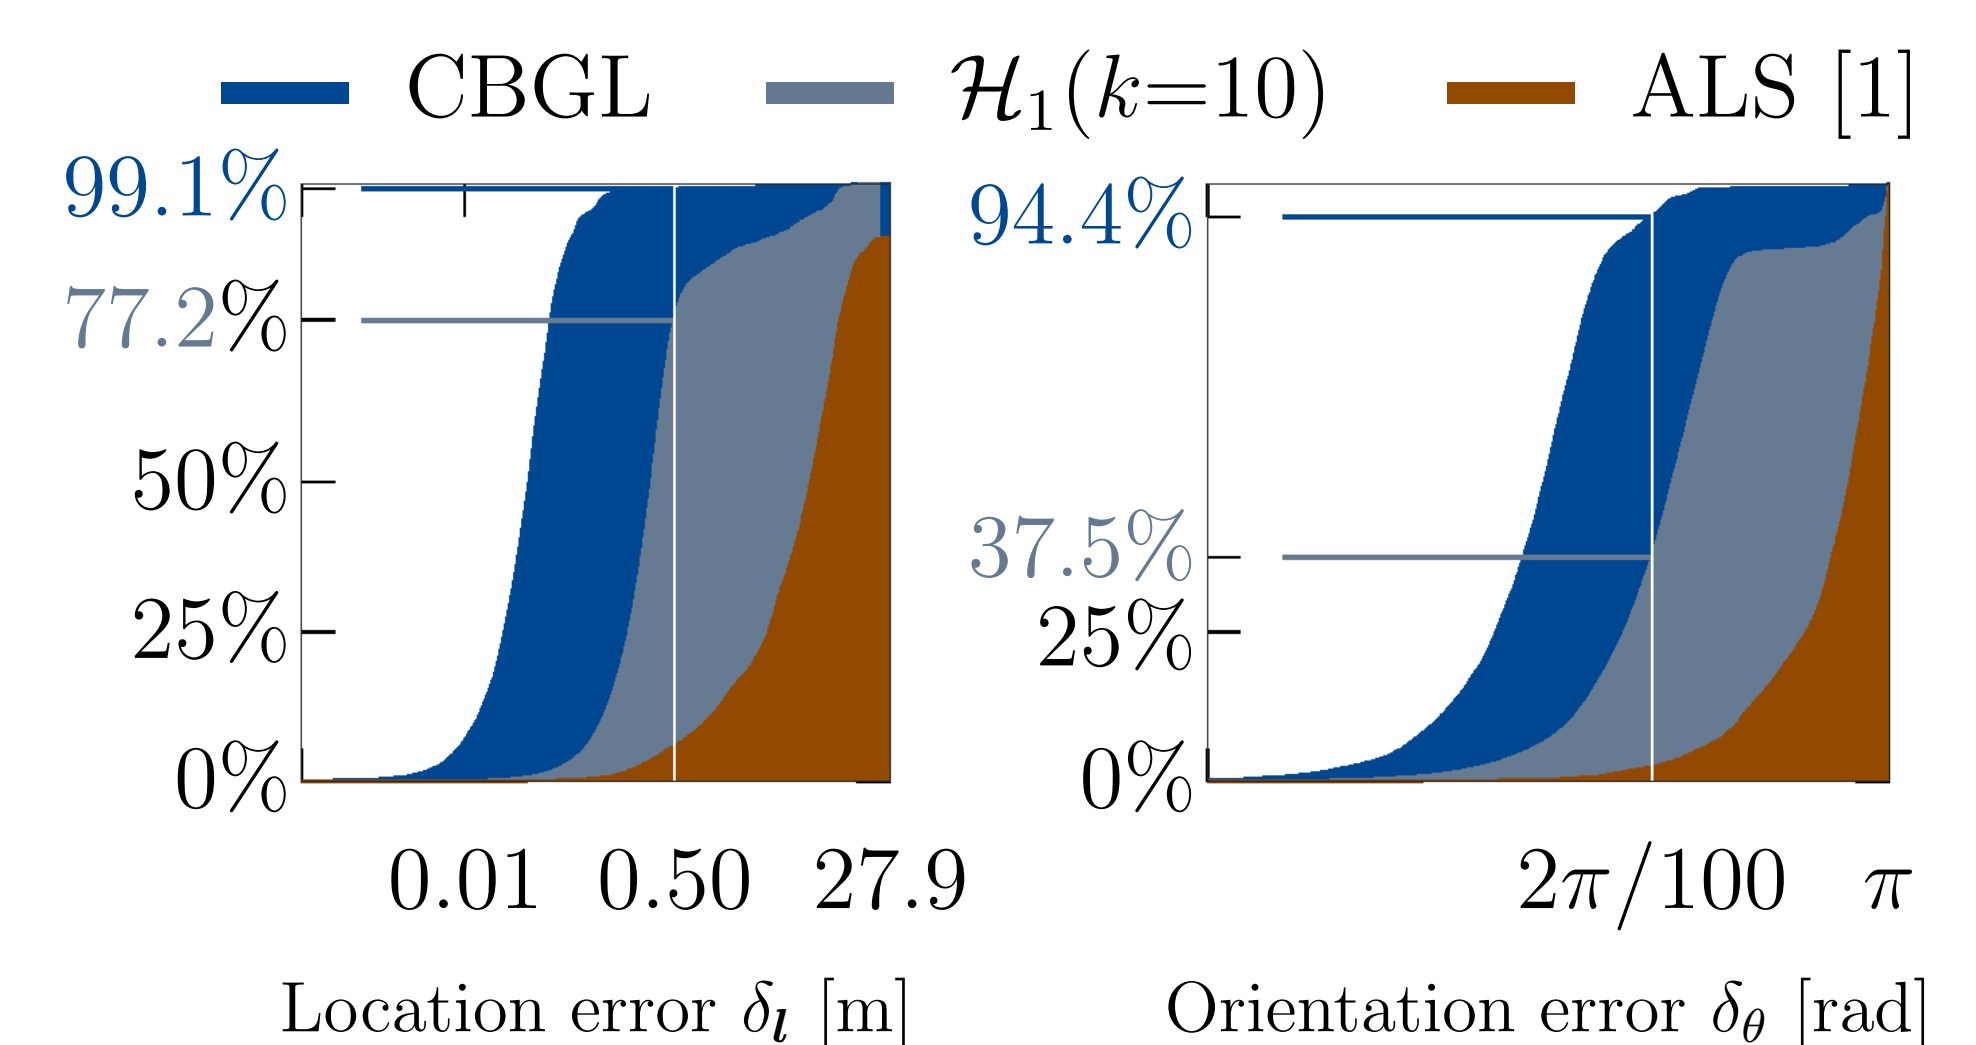 CBGL ℋ₁(k=10) ALS [1]
99.1%
77.2%
50%
25%
0%
0.01 0.50 27.9
Location error δₗ [m]
94.4%
37.5%
25%
0%
2π/100 π
Orientation error δ_θ [rad]